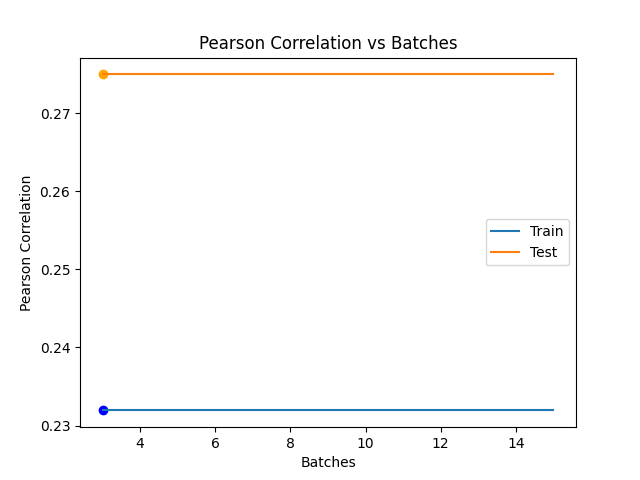 Pearson Correlation vs Batches
Pearson Correlation
0.27
0.26
0.25
0.24
0.23
Train
Test
4 6 8 10 12 14
Batches